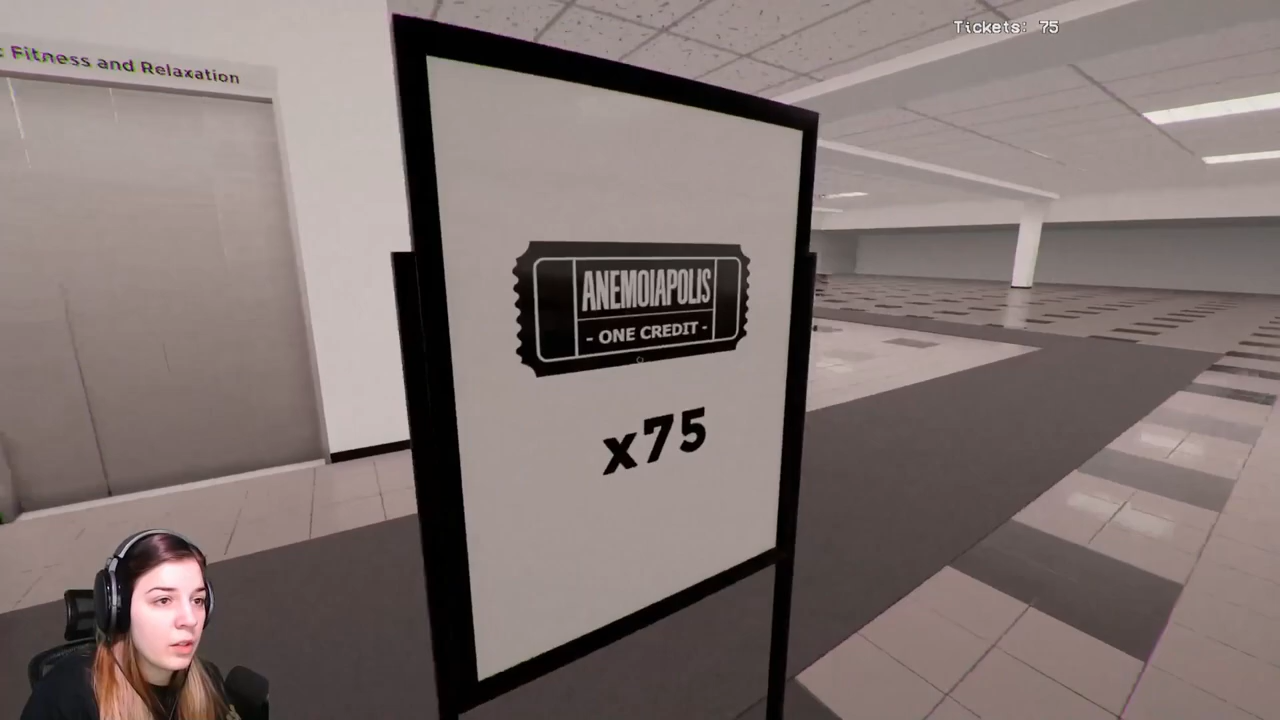 Tickets: 75
: Fitness and Relaxation
ANEMOIAPOLIS
- ONE CREDIT -
x75